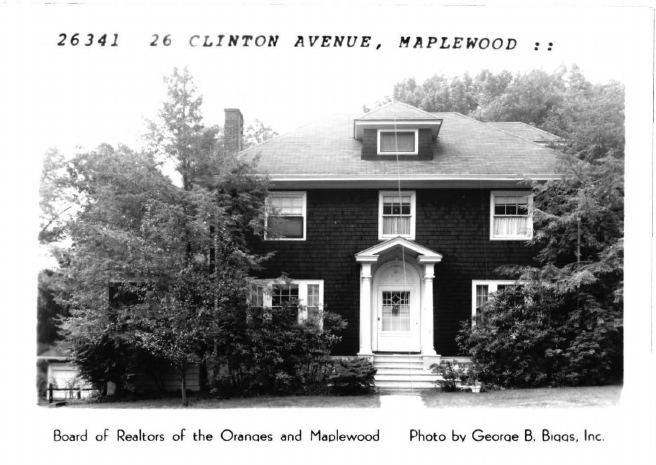 26341 26 CLINTON AVENUE, MAPLEWOOD ::
Board of Realtors of the Oranges and Maplewood Photo by George B. Biggs, Inc.